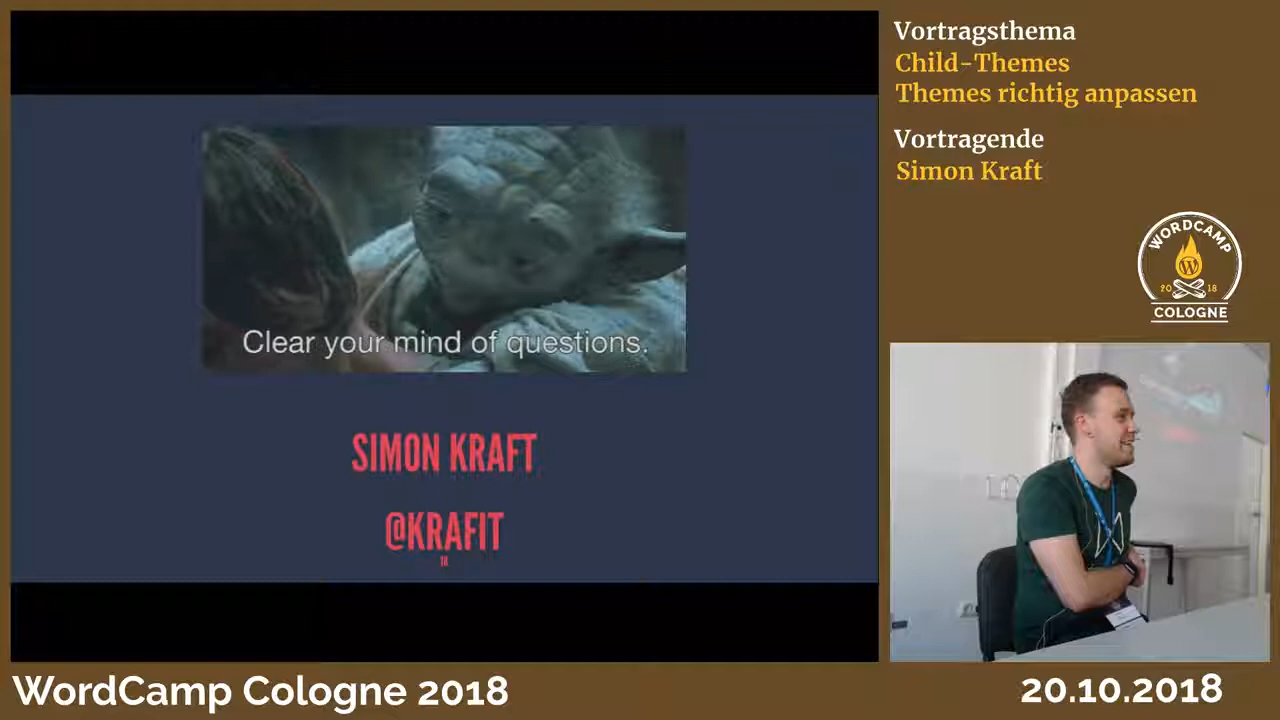 Clear your mind of questions.
SIMON KRAFT
@KRAFIT
18
Vortragsthema
Child-Themes
Themes richtig anpassen
Vortragende
Simon Kraft
WORDCAMP
20 18
COLOGNE
WordCamp Cologne 2018
20.10.2018